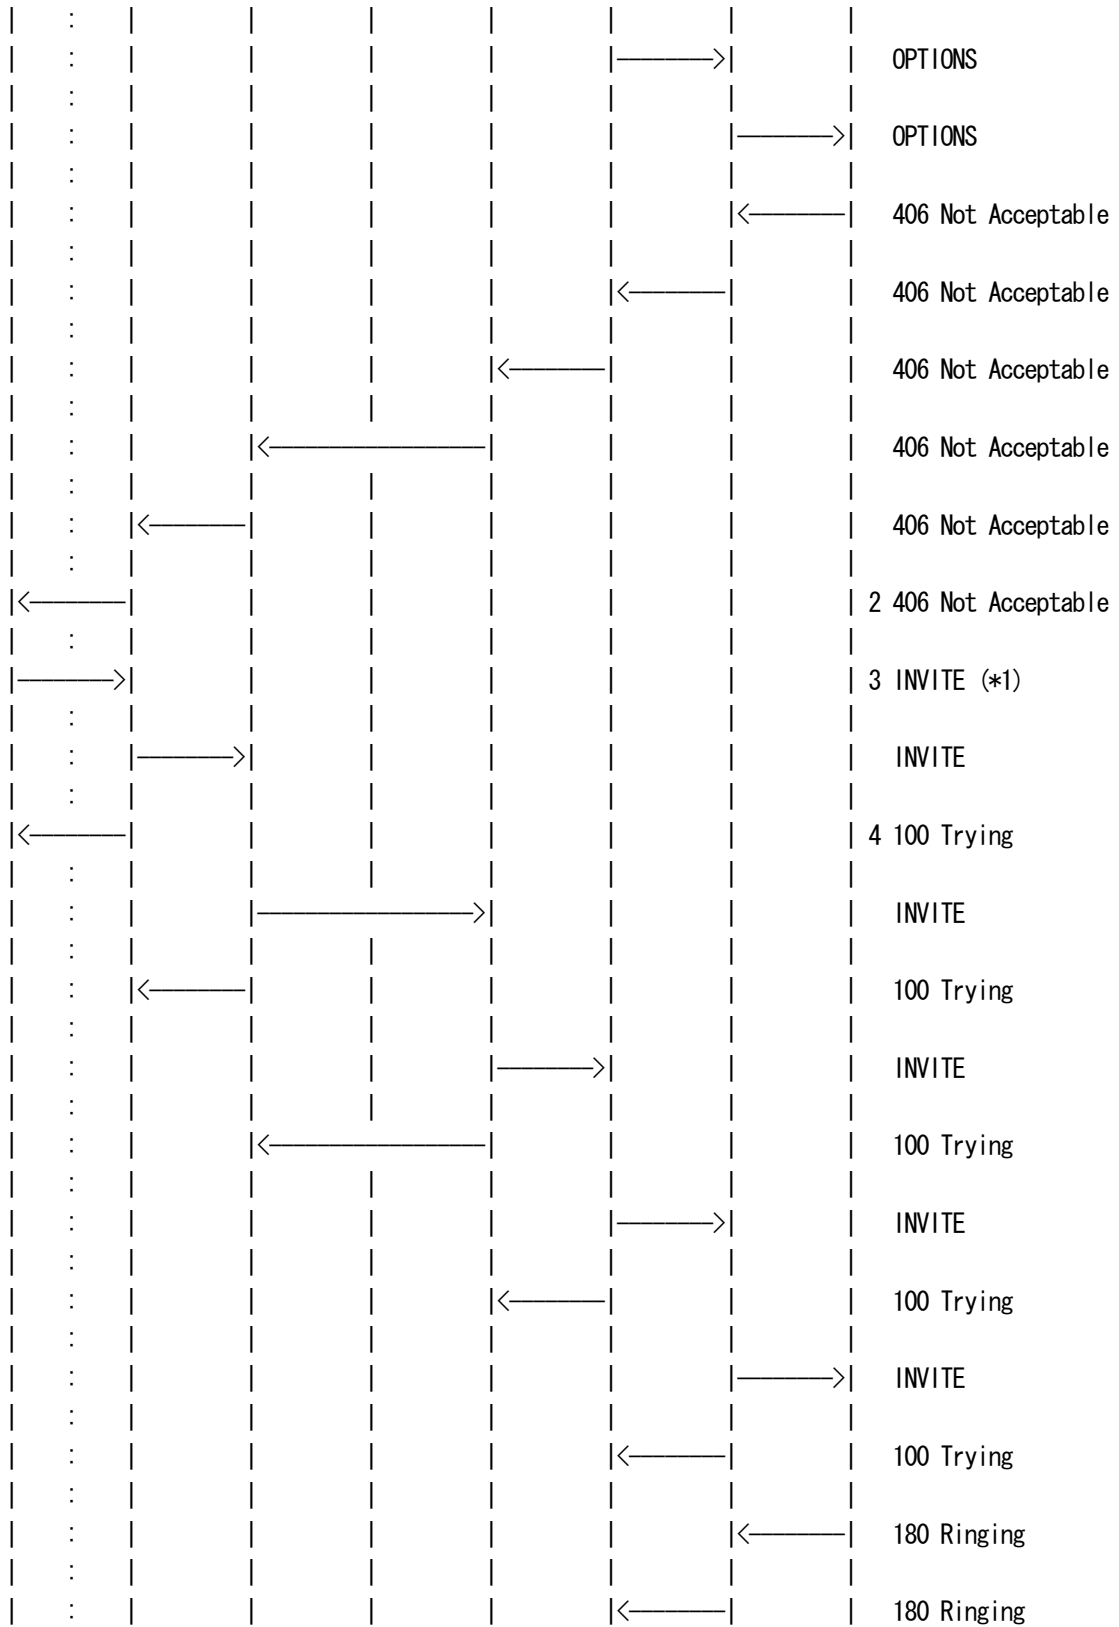 OPTIONS
OPTIONS
406 Not Acceptable
406 Not Acceptable
406 Not Acceptable
406 Not Acceptable
406 Not Acceptable
2 406 Not Acceptable
3 INVITE (*1)
INVITE
4 100 Trying
INVITE
100 Trying
INVITE
100 Trying
INVITE
100 Trying
INVITE
100 Trying
180 Ringing
180 Ringing